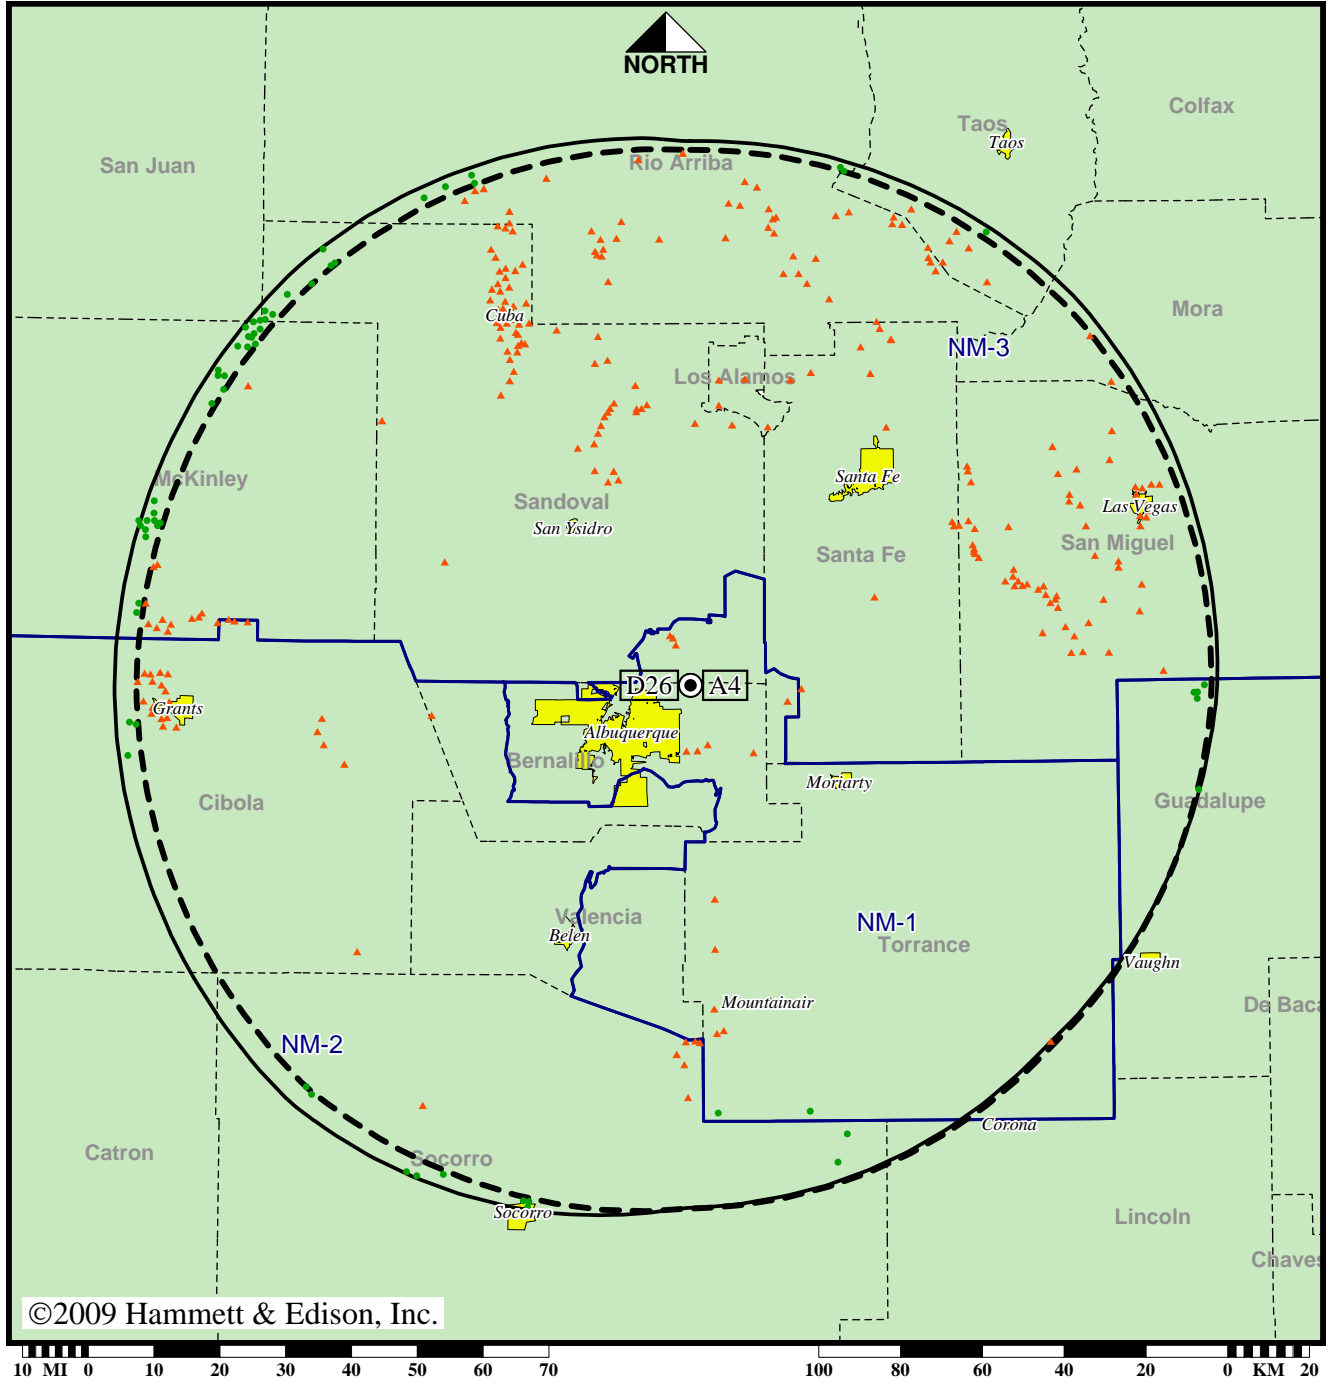 NORTH
Colfax
Taos
Taos
San Juan
Rio Arriba
Mora
Cuba
NM-3
Los Alamos
McKinley
Santa Fe
Sandoval
San Ysidro
Las Vegas
San Miguel
Santa Fe
D26 A4
Grants
Albuquerque
Bernalillo
Moriarty
Cibola
Guadalupe
Valencia
NM-1
Belen
Torrance
Vaughn
Mountainair
De Baca
NM-2
Corona
Catron
Socorro
Socorro
Lincoln
Chaves
©2009 Hammett & Edison, Inc.
10 MI 0 10 20 30 40 50 60 70 100 80 60 40 20 0 KM 20